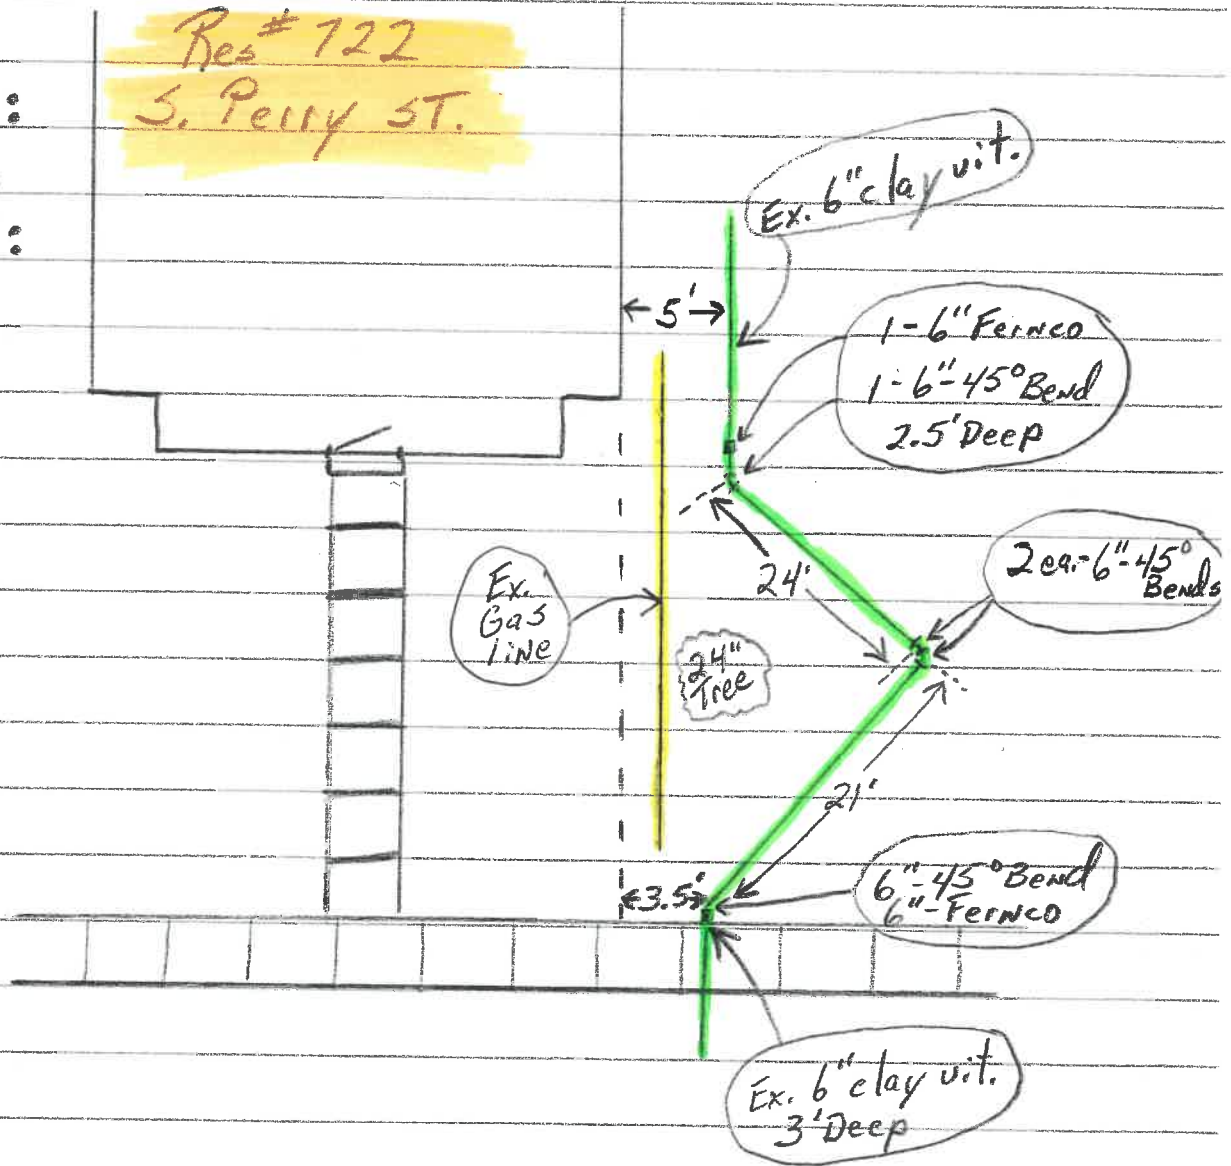 Res# 722
S. Perry ST.
Ex. 6" clay vit.
5'
1-6" Fernco
1-6"-45° Bend
2.5' Deep
2 ea.-6"-45°
Bends
24'
Ex.
Gas
Line
24"
Tree
21'
3.5'
6"-45° Bend
6"-Fernco
Ex. 6" clay vit.
3' Deep